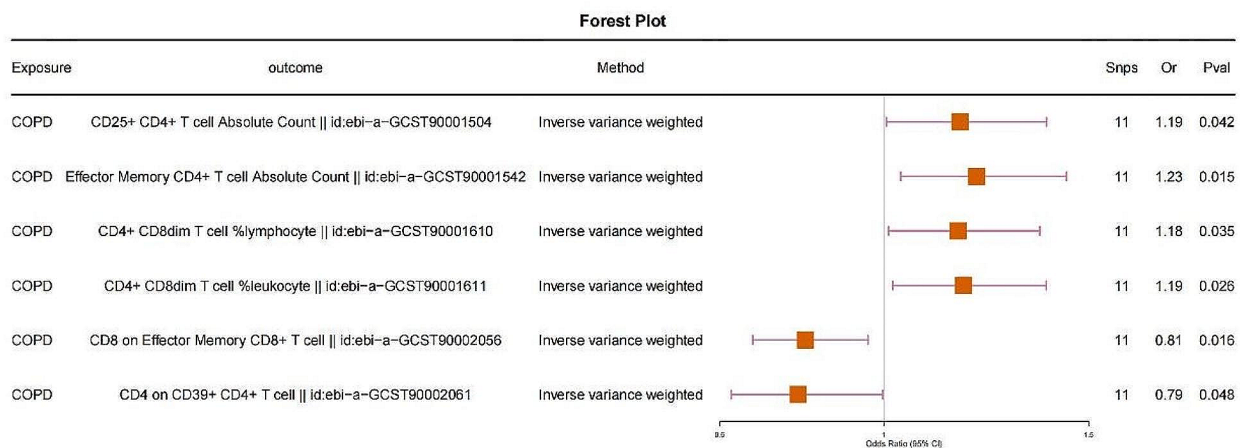 Forest Plot
Exposure outcome Method Snps Or Pval
COPD CD25+ CD4+ T cell Absolute Count || id:ebi−a−GCST90001504 Inverse variance weighted 11 1.19 0.042
COPD Effector Memory CD4+ T cell Absolute Count || id:ebi−a−GCST90001542 Inverse variance weighted 11 1.23 0.015
COPD CD4+ CD8dim T cell %lymphocyte || id:ebi−a−GCST90001610 Inverse variance weighted 11 1.18 0.035
COPD CD4+ CD8dim T cell %leukocyte || id:ebi−a−GCST90001611 Inverse variance weighted 11 1.19 0.026
COPD CD8 on Effector Memory CD8+ T cell || id:ebi−a−GCST90002056 Inverse variance weighted 11 0.81 0.016
COPD CD4 on CD39+ CD4+ T cell || id:ebi−a−GCST90002061 Inverse variance weighted 11 0.79 0.048
0.6 1 1.5
Odds Ratio (95% CI)